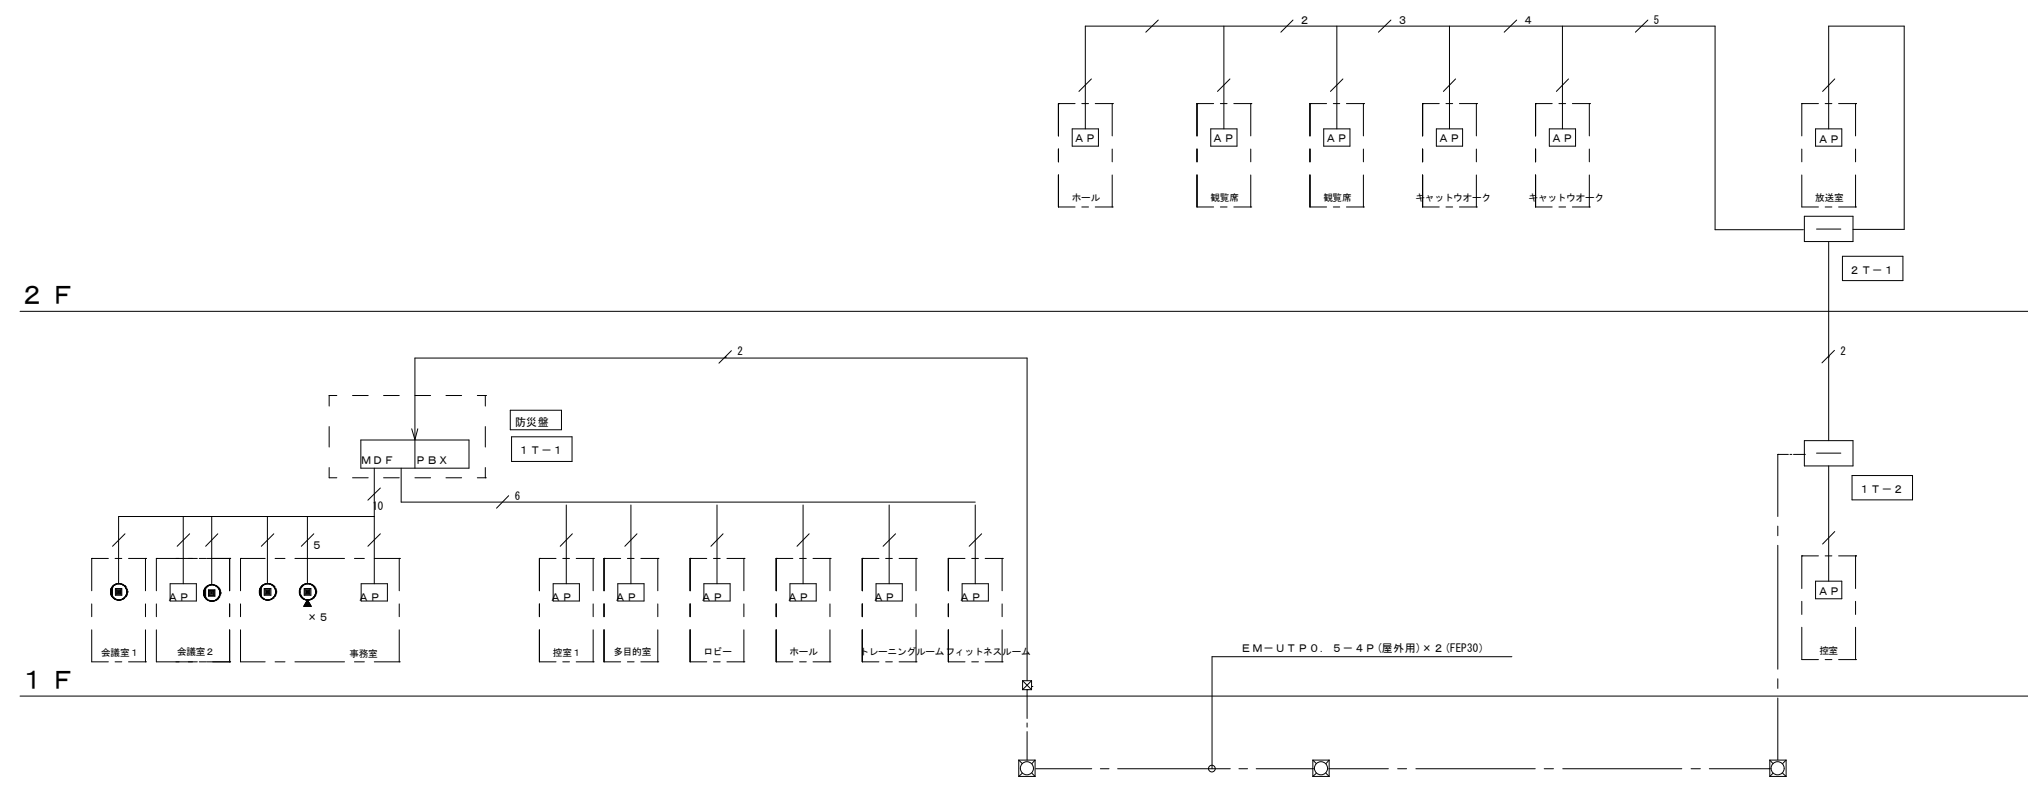 2 3 4 5
AP AP AP AP AP AP
ホール 観覧席 観覧席 キャットウオーク キャットウオーク 放送室
2T-1
2F
2 2
防災盤
MDF PBX 1T-1
1T-2
10 6
5
AP AP AP AP AP AP AP AP AP
×5
会議室1 会議室2 事務室 控室1 多目的室 ロビー ホール トレーニングルーム フィットネスルーム 控室
EM-UTP0.5-4P(屋外用)×2(FEP30)
1F